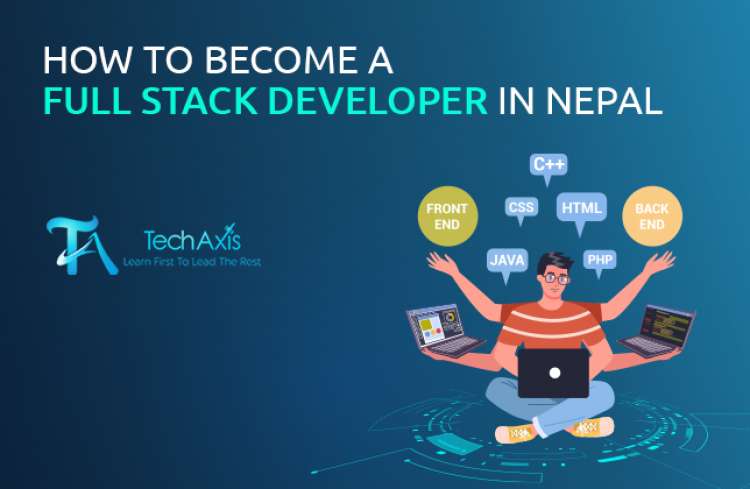 HOW TO BECOME A
FULL STACK DEVELOPER IN NEPAL
C++
FRONT
END
CSS
HTML
BACK
END
JAVA
PHP
TA
TechAxis
Learn First To Lead The Rest